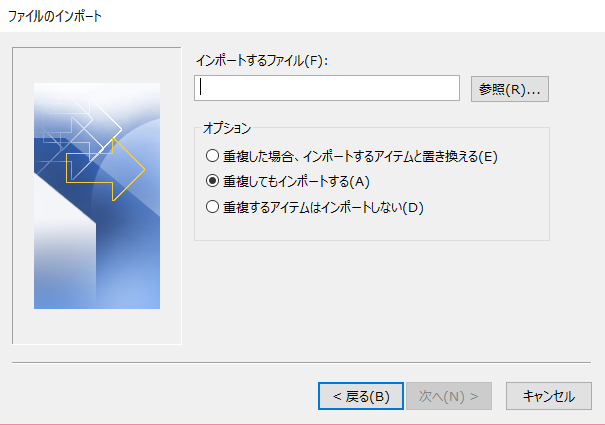 ファイルのインポート
インポートするファイル(F):
参照(R)...
オプション
重複した場合、インポートするアイテムと置き換える(E)
重複してもインポートする(A)
重複するアイテムはインポートしない(D)
< 戻る(B)
次へ(N) >
キャンセル